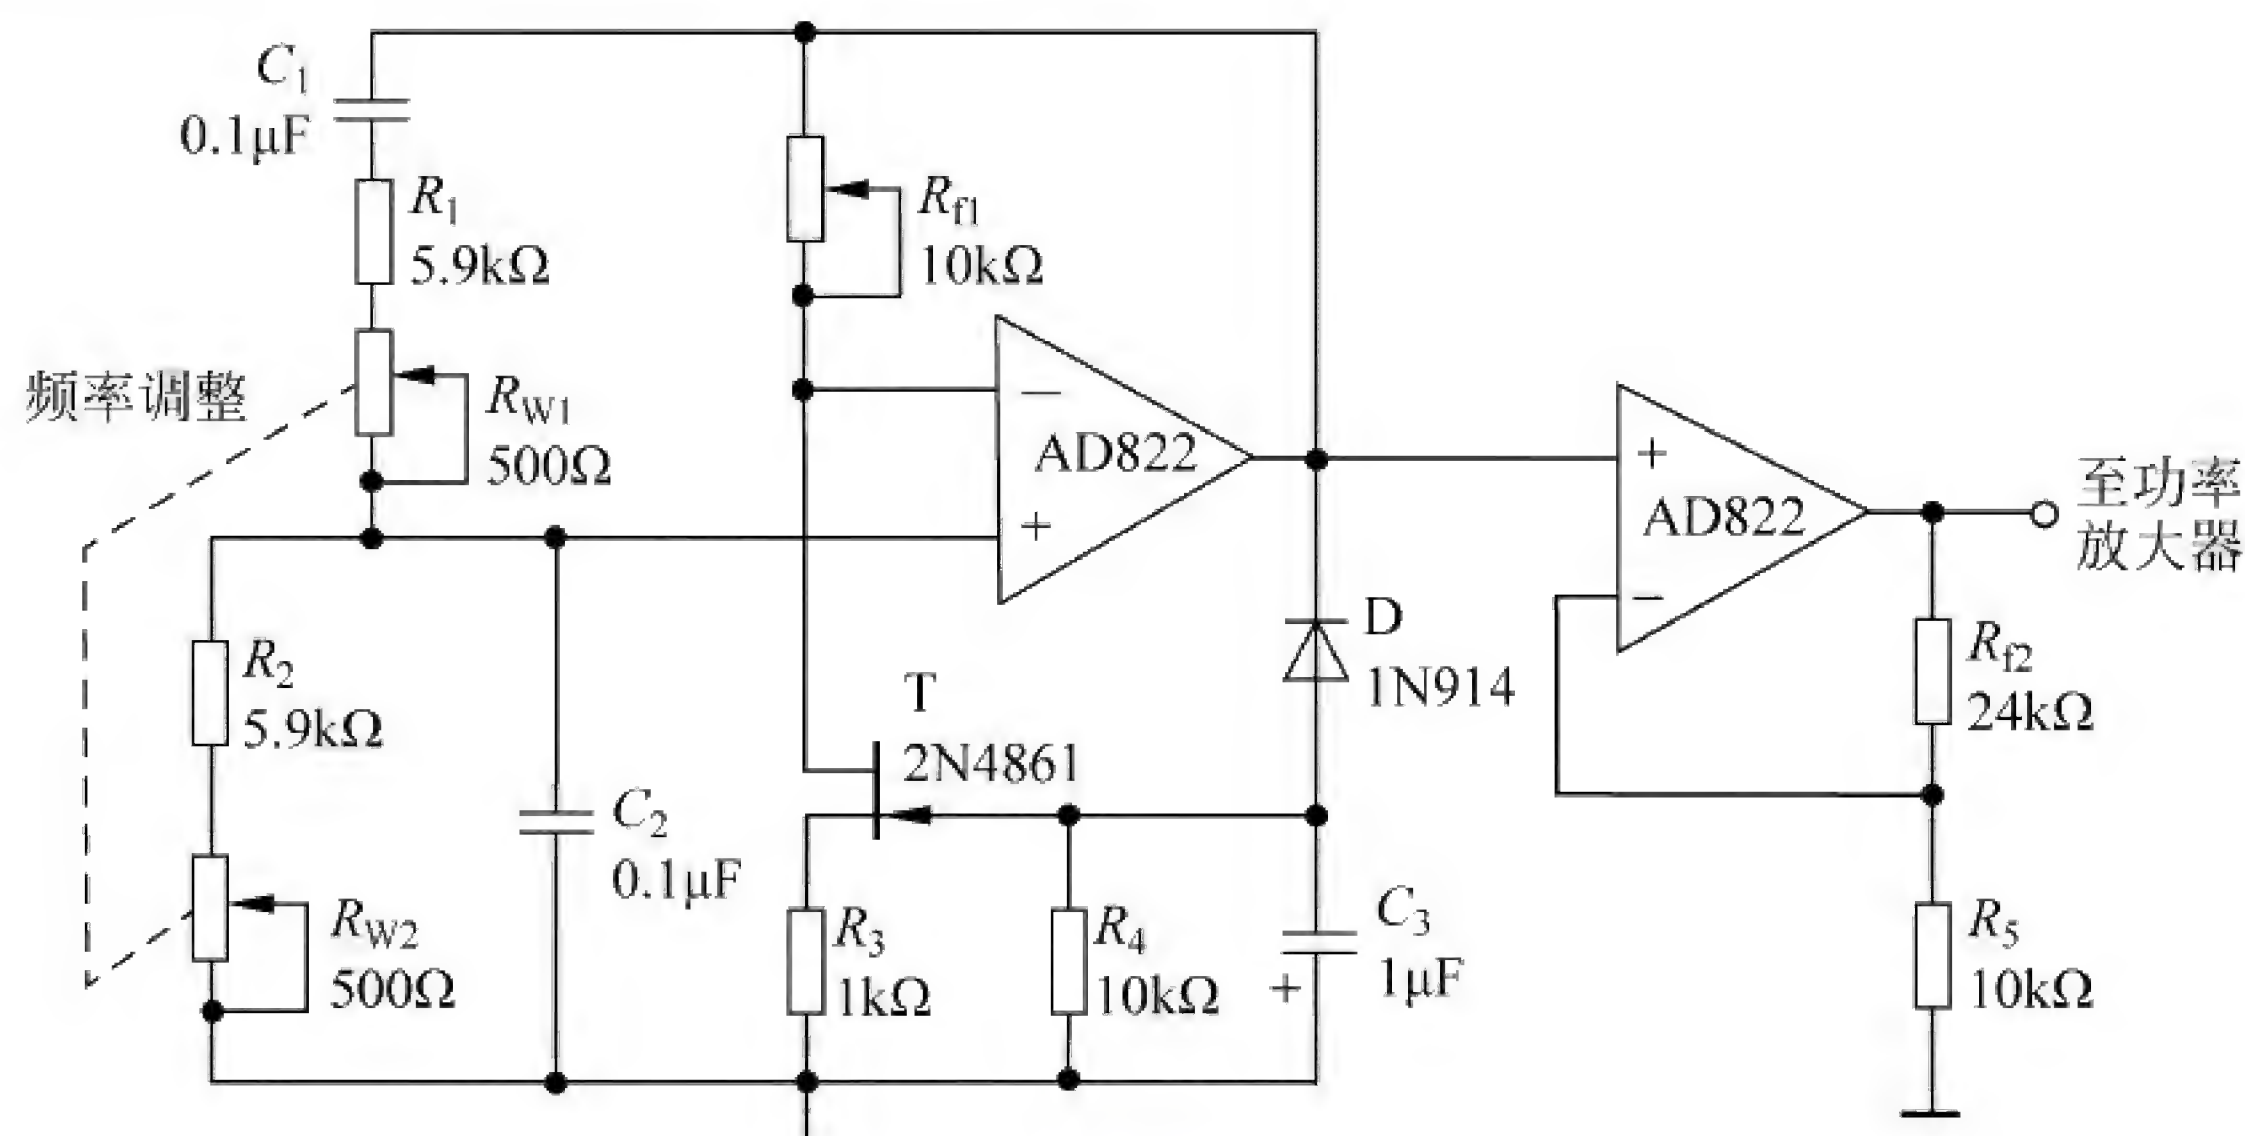 C1
0.1μF
R1
5.9kΩ
Rf1
10kΩ
频率调整
RW1
500Ω
−
AD822
+
+
AD822
−
至功率
放大器
R2
5.9kΩ
T
2N4861
D
1N914
Rf2
24kΩ
C2
0.1μF
RW2
500Ω
R3
1kΩ
R4
10kΩ
C3
1μF
+
R5
10kΩ